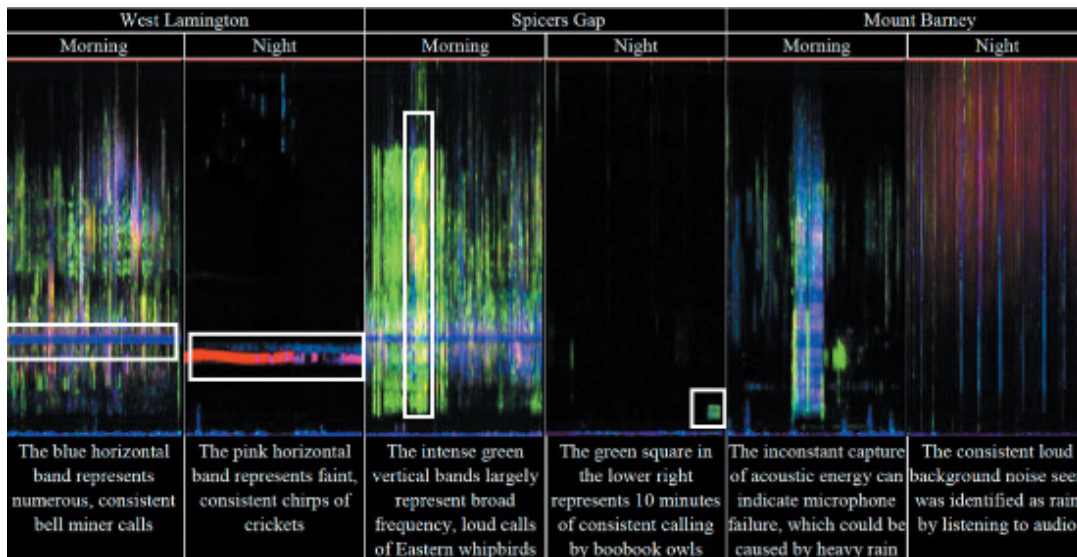 West Lamington
Spicers Gap
Mount Barney
Morning
Night
Morning
Night
Morning
Night
The blue horizontal
band represents
numerous, consistent
bell miner calls
The pink horizontal
band represents faint,
consistent chirps of
crickets
The intense green
vertical bands largely
represent broad
frequency, loud calls
of Eastern whipbirds
The green square in
the lower right
represents 10 minutes
of consistent calling
by boobook owls
The inconstant capture
of acoustic energy can
indicate microphone
failure, which could be
caused by heavy rain
The consistent loud
background noise seen
was identified as rain
by listening to audio